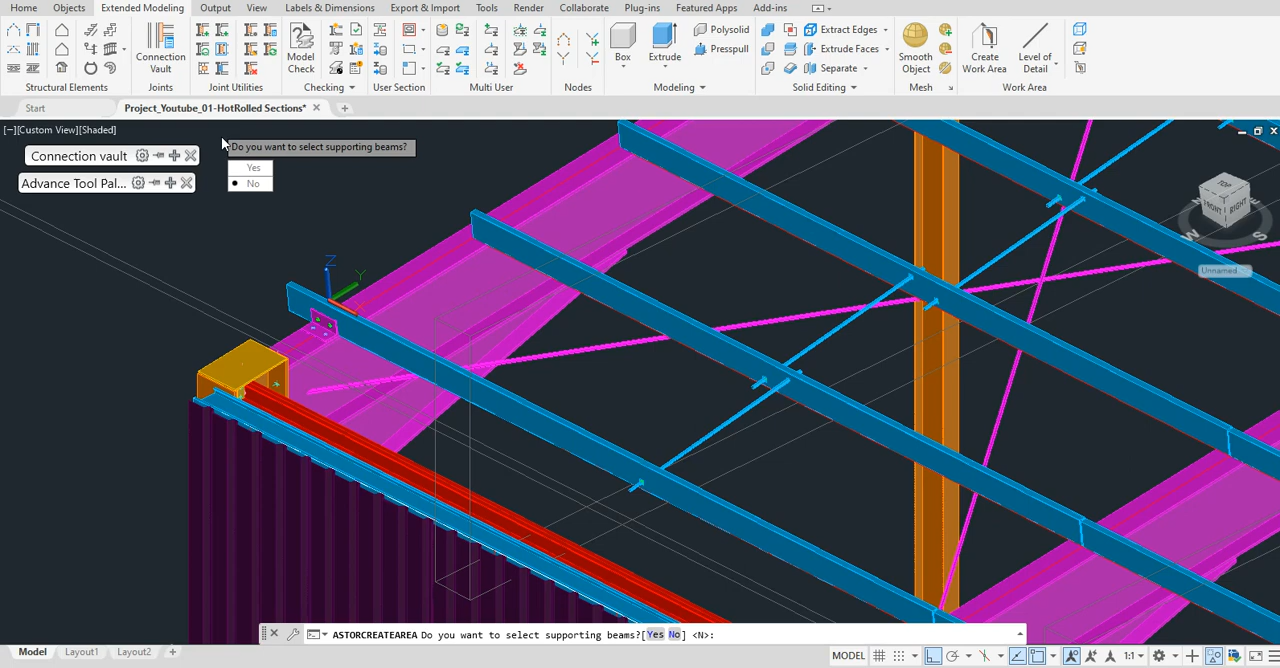 Home Objects Extended Modeling Output View Labels & Dimensions Export & Import Tools Render Collaborate Plug-ins Featured Apps Add-ins
Connection Vault
Model Check
Box
Extrude
Polysolid
Presspull
Extract Edges
Extrude Faces
Separate
Smooth Object
Create Work Area
Level of Detail
Structural Elements Joints Joint Utilities Checking User Section Multi User Nodes Modeling Solid Editing Mesh Work Area
Start Project_Youtube_01-HotRolled Sections*
[−][Custom View][Shaded]
Do you want to select supporting beams?
Connection vault
Yes
Advance Tool Pal...
No
TOP
FRONT
RIGHT
W
S
Unnamed
Z
Y
ASTORCREATEAREA Do you want to select supporting beams?[Yes No] <N>:
Model Layout1 Layout2 +
MODEL 1:1